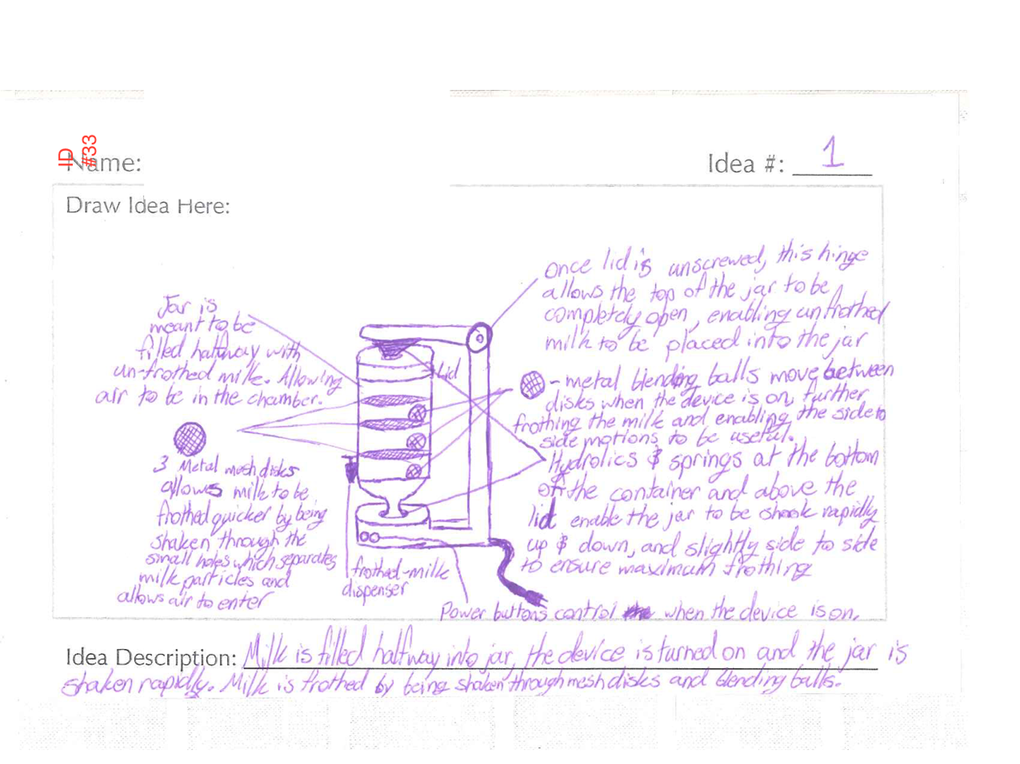 ID
#33
Name:
Idea #: 1
Draw Idea Here:
Once lid is unscrewed, this hinge
allows the top of the jar to be
completely open, enabling unfrothed
milk to be placed into the jar
Jar is
meant to be
filled halfway with
un-frothed milk. Allowing
air to be in the chamber.
Lid
- metal blending balls move between
disks when the device is on, further
frothing the milk and enabling the side to
side motions to be useful.
3 Metal mesh disks
allows milk to be
frothed quicker by being
shaken through the
small holes which separates
milk particles and
allows air to enter
Hydrolics & springs at the bottom
of the container and above the
lid enable the jar to be shook rapidly
up & down, and slightly side to side
to ensure maximum frothing
frothed-milk
dispenser
Power buttons control when the device is on.
Idea Description: Milk is filled halfway into jar, the device is turned on and the jar is
shaken rapidly. Milk is frothed by being shaken through mesh disks and blending balls.